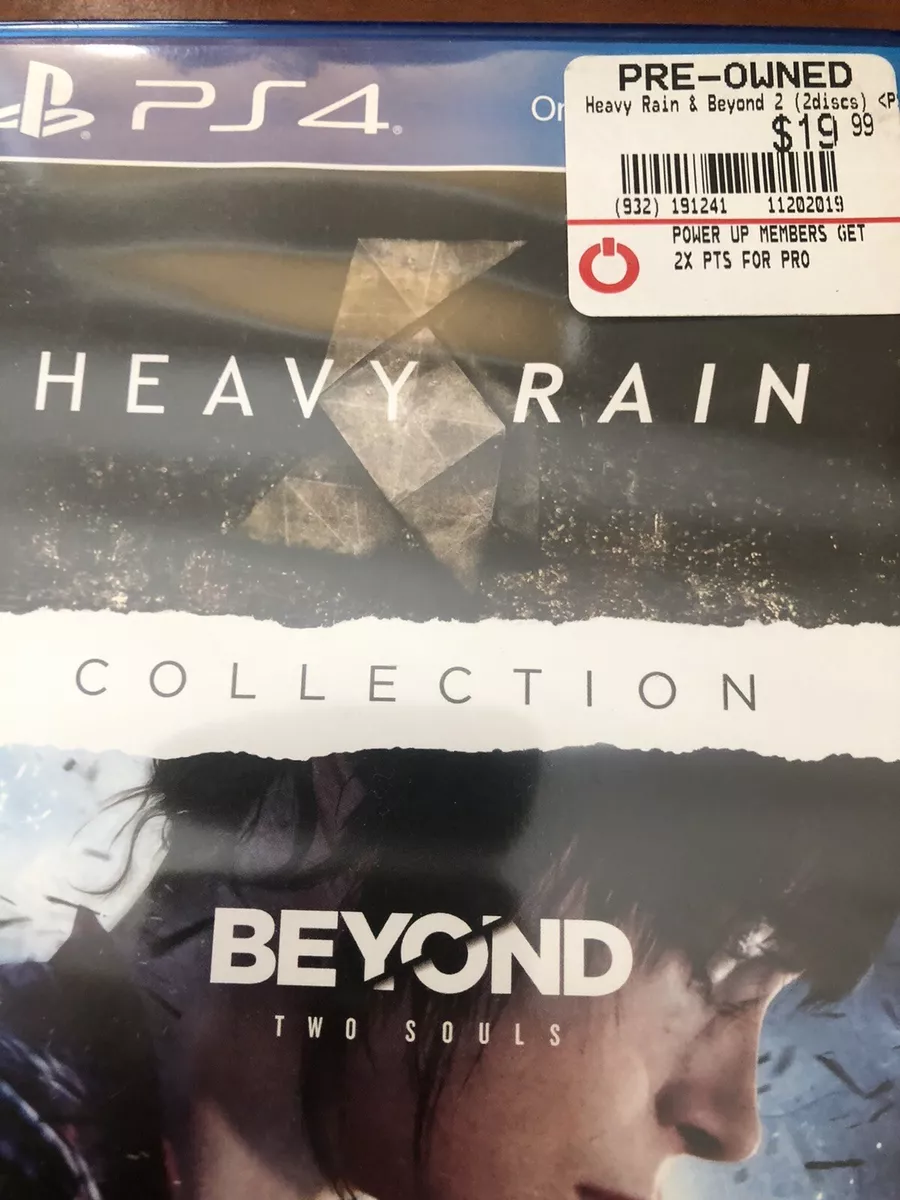 PS4
PRE-OWNED
Heavy Rain & Beyond 2 (2discs) <P
$19 99
(932) 191241 11202019
POWER UP MEMBERS GET
2X PTS FOR PRO
HEAVY RAIN
COLLECTION
BEYOND
TWO SOULS